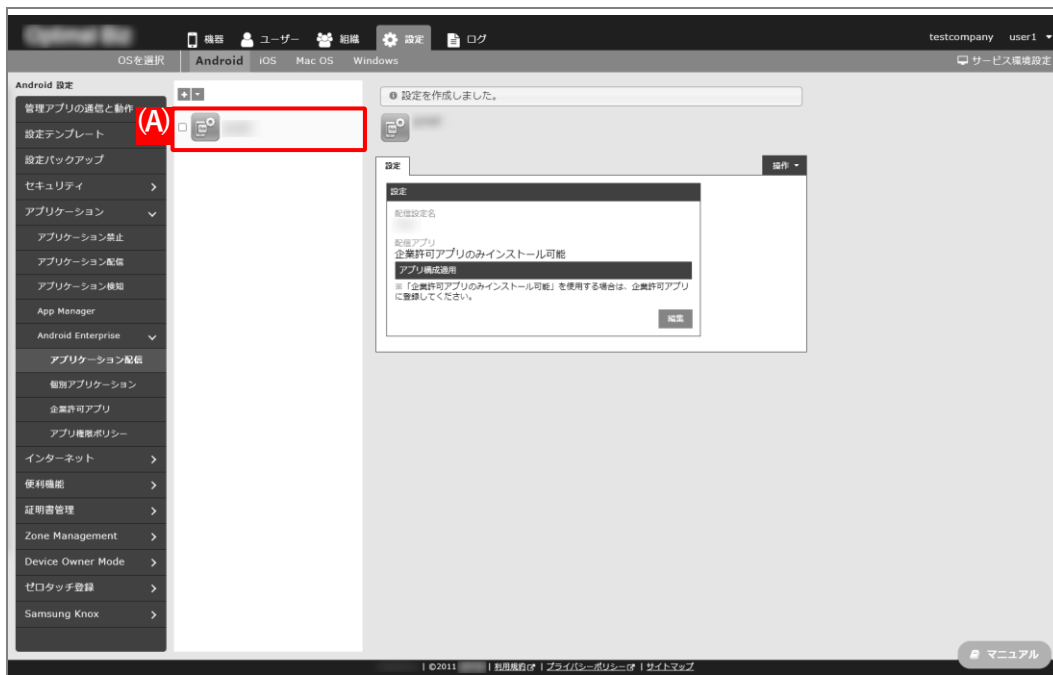 機器 ユーザー 組織 設定 ログ testcompany user1
OSを選択 Android iOS Mac OS Windows サービス環境設定
Android 設定
管理アプリの通信と動作
設定テンプレート
設定バックアップ
セキュリティ
アプリケーション
アプリケーション禁止
アプリケーション配信
アプリケーション検知
App Manager
Android Enterprise
アプリケーション配信
個別アプリケーション
企業許可アプリ
アプリ権限ポリシー
インターネット
便利機能
証明書管理
Zone Management
Device Owner Mode
ゼロタッチ登録
Samsung Knox
(A)
設定を作成しました。
設定 操作
設定
配信設定名
配信アプリ
企業許可アプリのみインストール可能
アプリ構成適用
※「企業許可アプリのみインストール可能」を使用する場合は、企業許可アプリ
に登録してください。
編集
マニュアル
| ©2011 | 利用規約 | プライバシーポリシー | サイトマップ